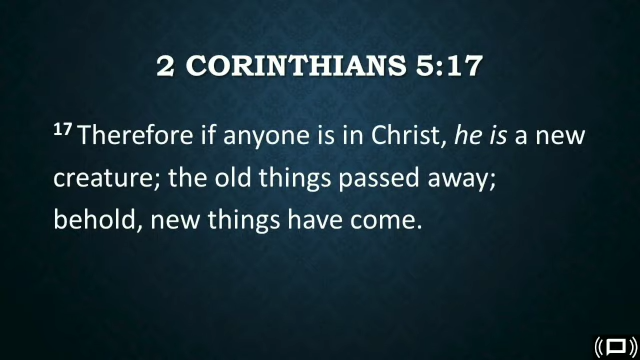 2 CORINTHIANS 5:17
17 Therefore if anyone is in Christ, he is a new
creature; the old things passed away;
behold, new things have come.